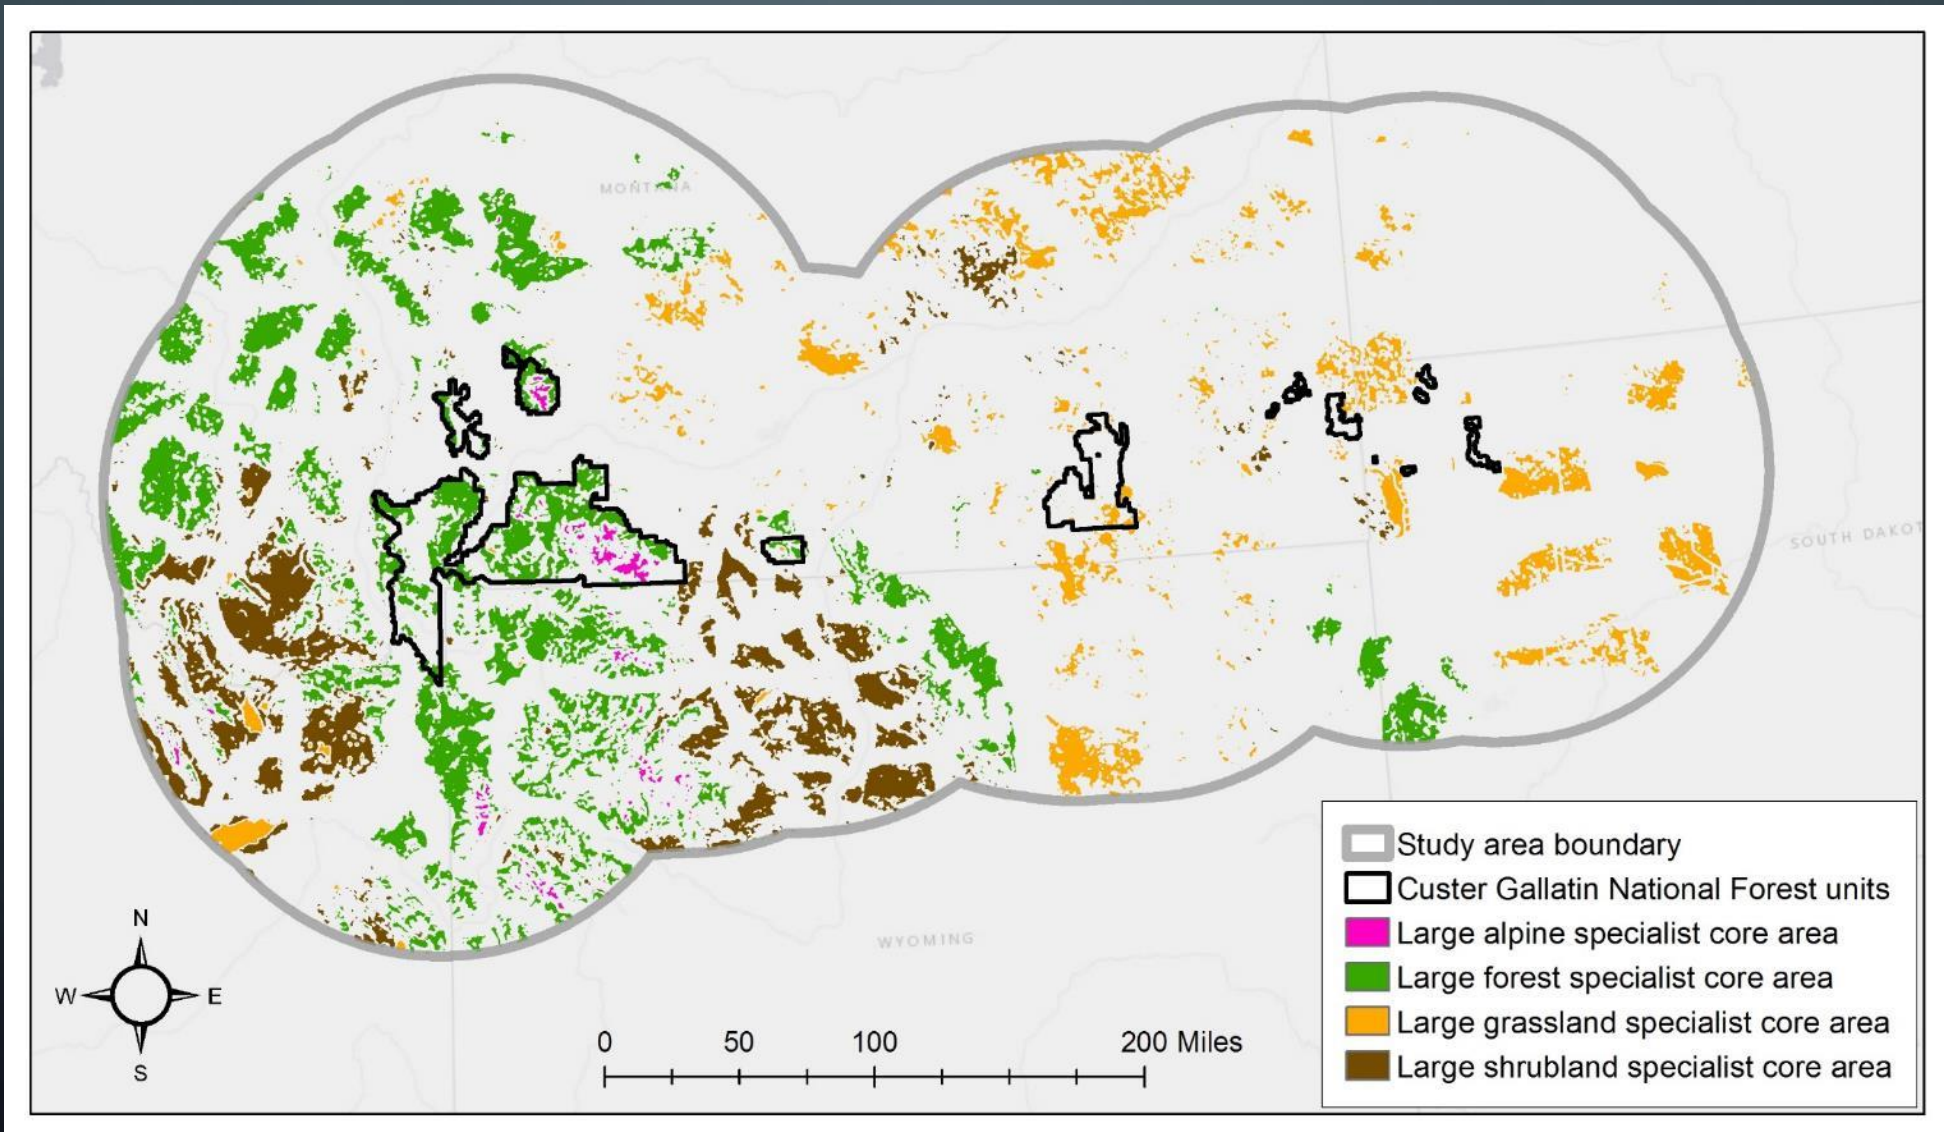 MONTANA
SOUTH DAKOT
WYOMING
N
W E
S
0 50 100 200 Miles
Study area boundary
Custer Gallatin National Forest units
Large alpine specialist core area
Large forest specialist core area
Large grassland specialist core area
Large shrubland specialist core area